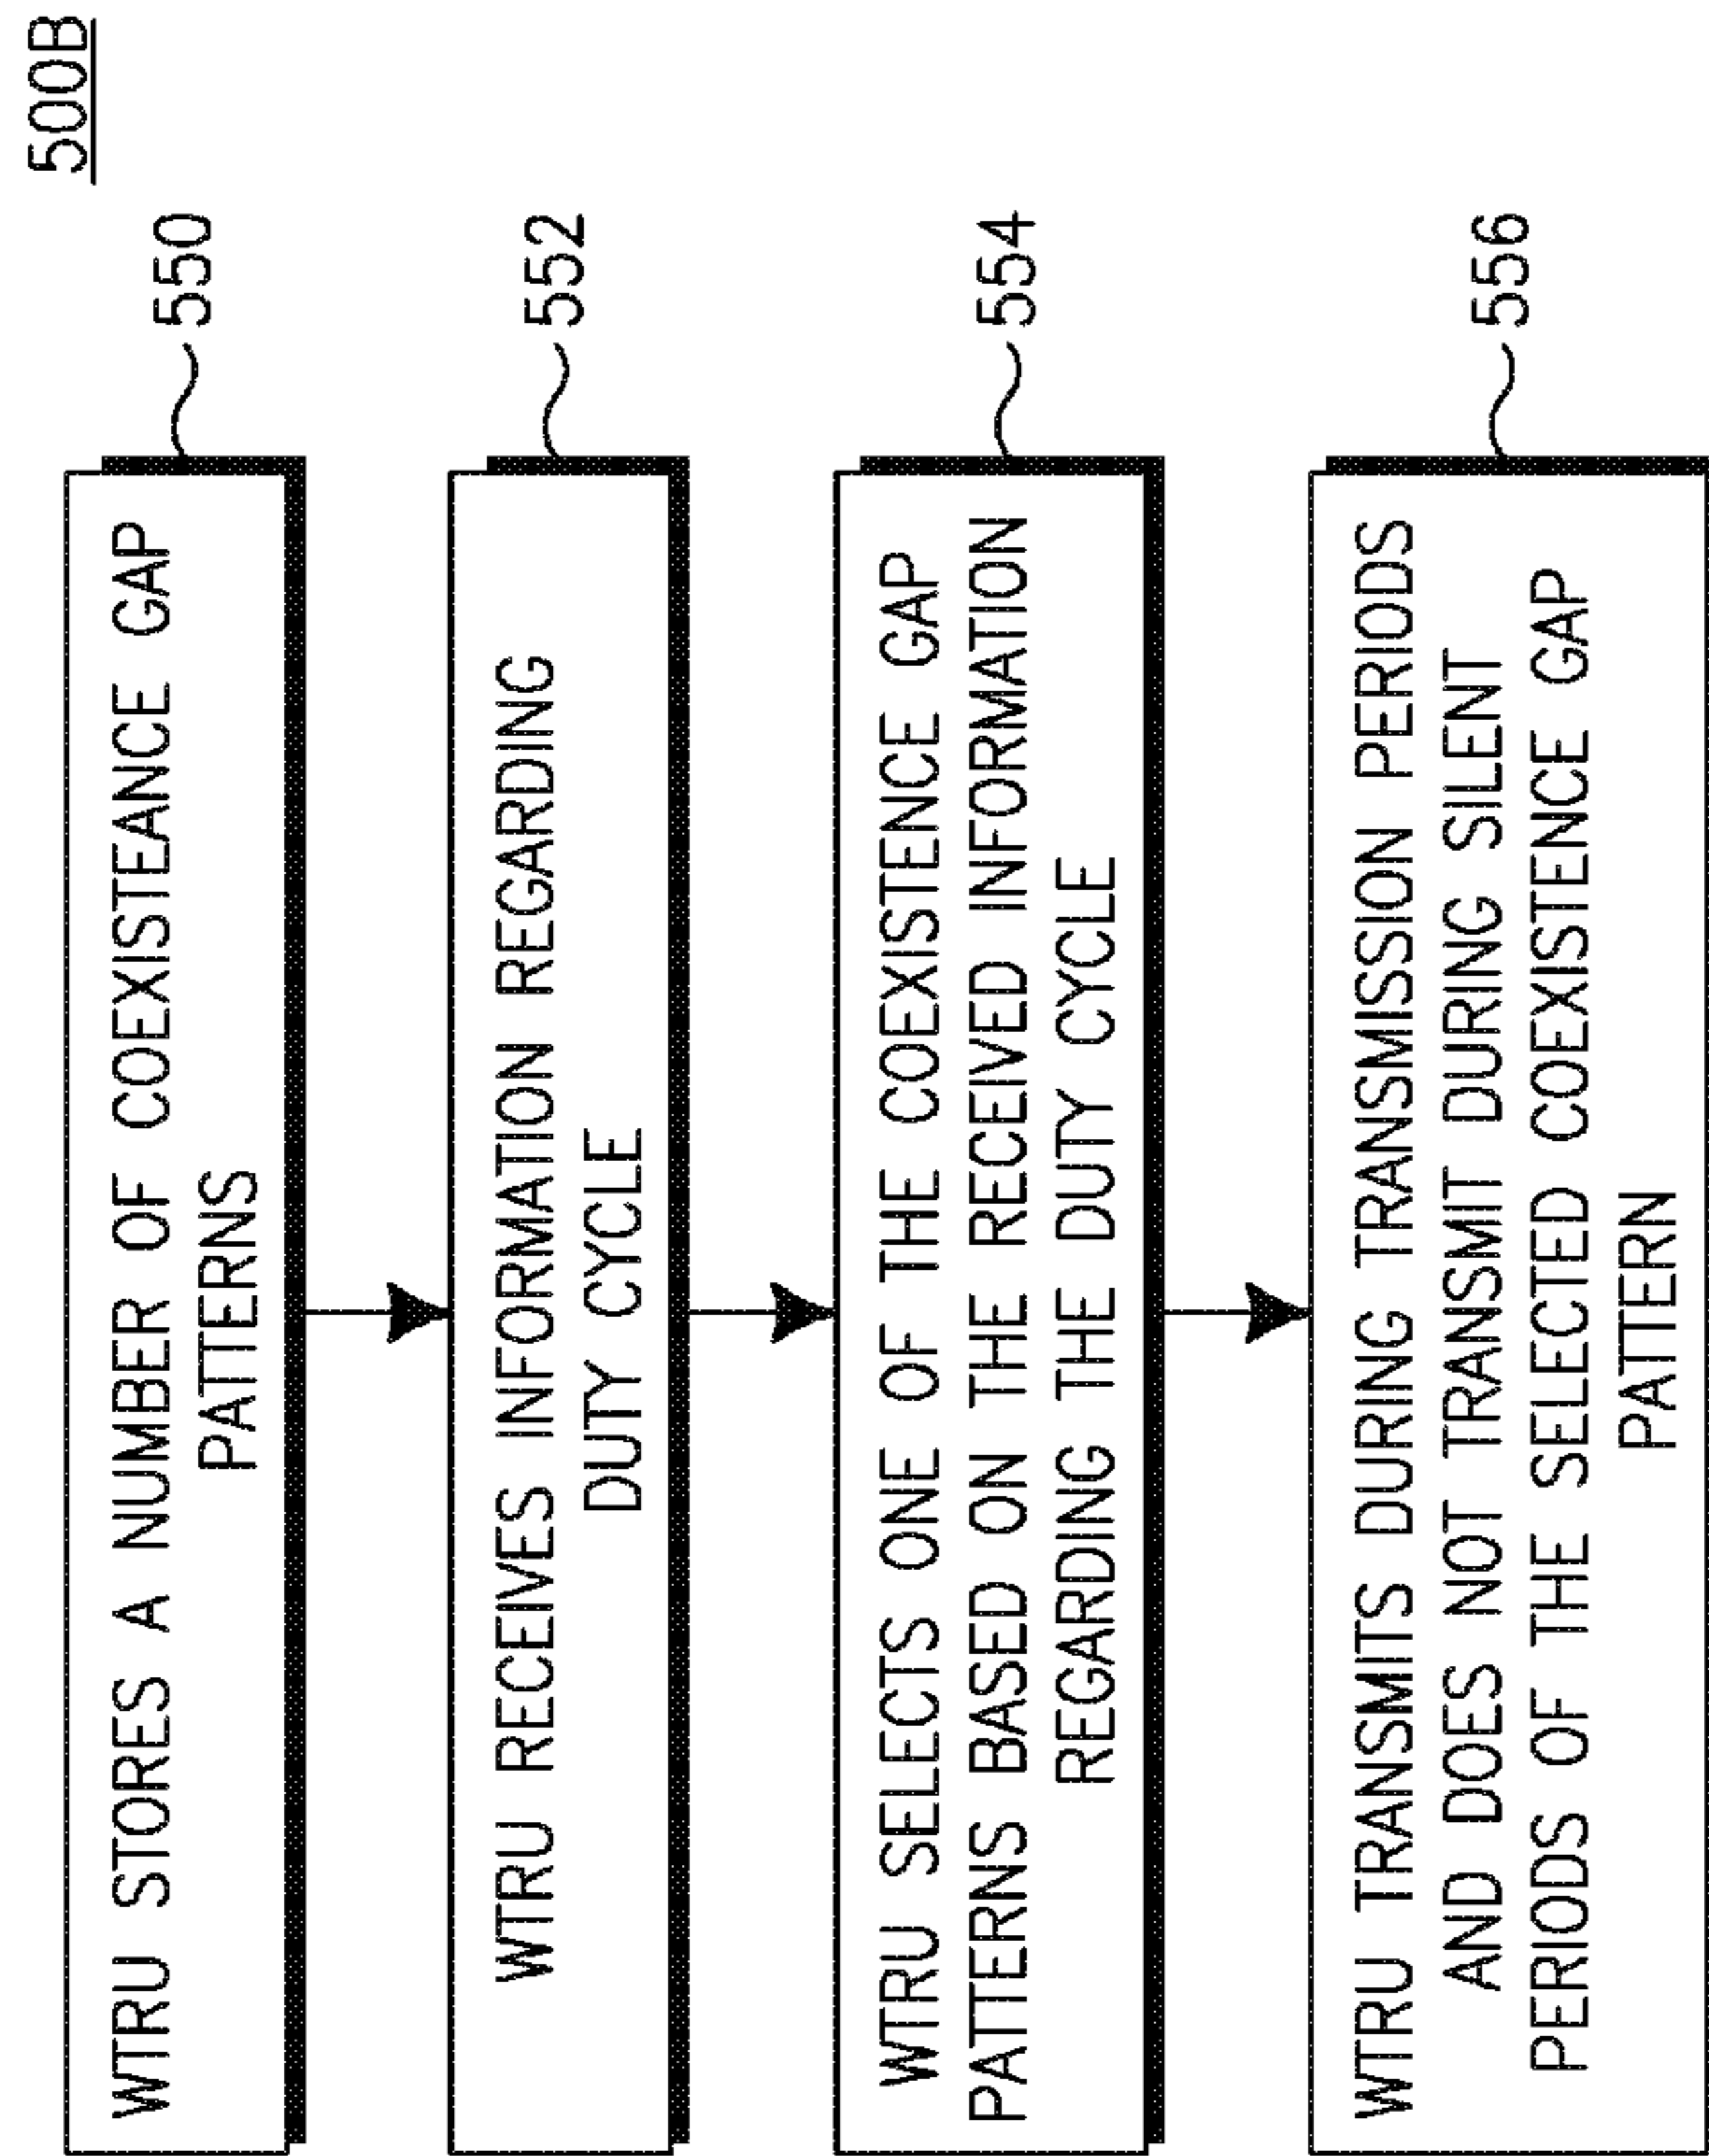 500B
WTRU STORES A NUMBER OF COEXISTEANCE GAP
PATTERNS
550
WTRU RECEIVES INFORMATION REGARDING
DUTY CYCLE
552
WTRU SELECTS ONE OF THE COEXISTENCE GAP
PATTERNS BASED ON THE RECEIVED INFORMATION
REGARDING THE DUTY CYCLE
554
WTRU TRANSMITS DURING TRANSMISSION PERIODS
AND DOES NOT TRANSMIT DURING SILENT
PERIODS OF THE SELECTED COEXISTENCE GAP
PATTERN
556